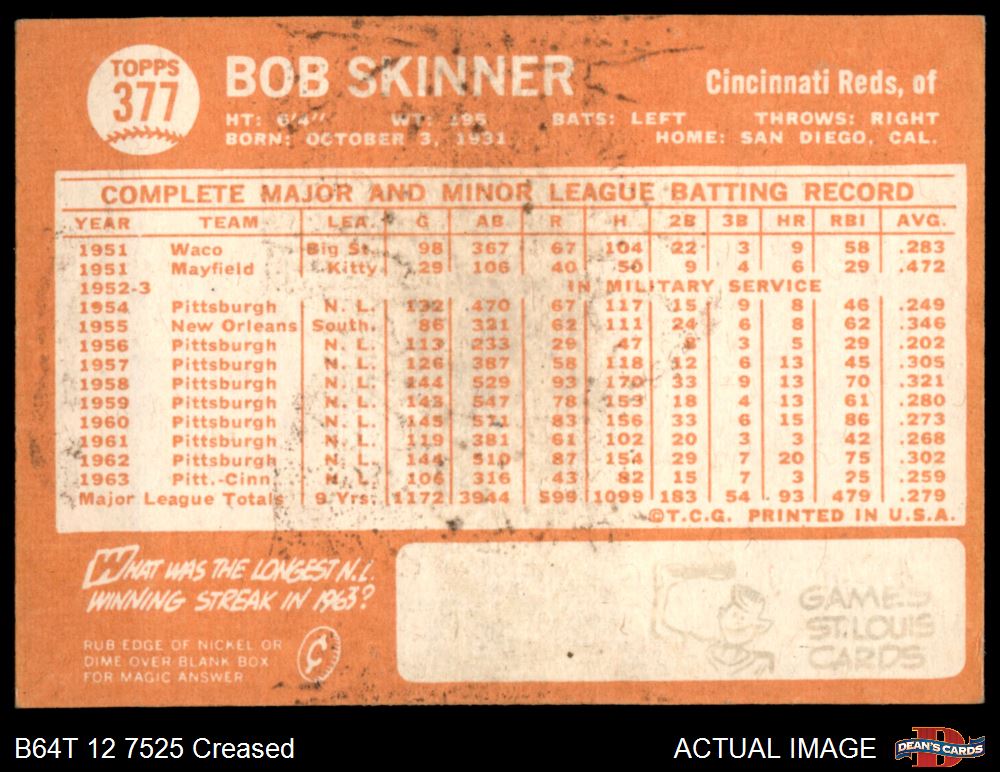 TOPPS
377
BOB SKINNER
Cincinnati Reds, of
HT: 6'4" WT: 195 BATS: LEFT THROWS: RIGHT
BORN: OCTOBER 3, 1931 HOME: SAN DIEGO, CAL.
COMPLETE MAJOR AND MINOR LEAGUE BATTING RECORD
YEAR TEAM LEA. G AB R H 2B 3B HR RBI AVG.
1951 Waco Big St. 98 367 67 104 22 3 9 58 .283
1951 Mayfield Kitty 29 106 40 50 9 4 6 29 .472
1952-3 IN MILITARY SERVICE
1954 Pittsburgh N. L. 132 470 67 117 15 9 8 46 .249
1955 New Orleans South. 86 321 62 111 24 6 8 62 .346
1956 Pittsburgh N. L. 113 233 29 47 8 3 5 29 .202
1957 Pittsburgh N. L. 126 387 58 118 12 6 13 45 .305
1958 Pittsburgh N. L. 144 529 93 170 33 9 13 70 .321
1959 Pittsburgh N. L. 143 547 78 153 18 4 13 61 .280
1960 Pittsburgh N. L. 145 571 83 156 33 6 15 86 .273
1961 Pittsburgh N. L. 119 381 61 102 20 3 3 42 .268
1962 Pittsburgh N. L. 144 510 87 154 29 7 20 75 .302
1963 Pitt.-Cinn. N. L. 106 316 43 82 15 7 3 25 .259
Major League Totals 9 Yrs. 1172 3944 599 1099 183 54 93 479 .279
©T.C.G. PRINTED IN U.S.A.
WHAT WAS THE LONGEST N.L.
WINNING STREAK IN 1963?
RUB EDGE OF NICKEL OR
DIME OVER BLANK BOX
FOR MAGIC ANSWER
GAMES
ST. LOUIS
CARDS
B64T 12 7525 Creased
ACTUAL IMAGE
DEAN'S CARDS